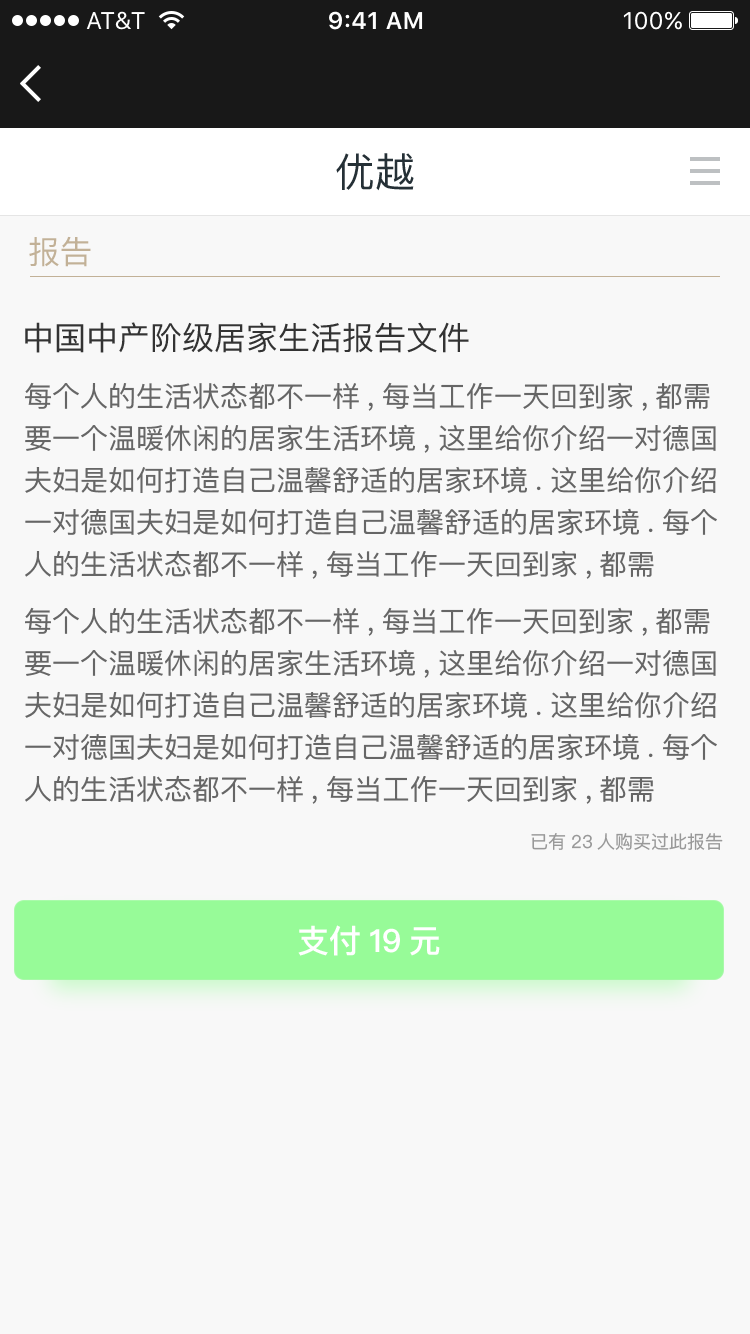 AT&T 9:41 AM 100%
优越
报告
中国中产阶级居家生活报告文件
每个人的生活状态都不一样 , 每当工作一天回到家 , 都需
要一个温暖休闲的居家生活环境 , 这里给你介绍一对德国
夫妇是如何打造自己温馨舒适的居家环境 . 这里给你介绍
一对德国夫妇是如何打造自己温馨舒适的居家环境 . 每个
人的生活状态都不一样 , 每当工作一天回到家 , 都需
每个人的生活状态都不一样 , 每当工作一天回到家 , 都需
要一个温暖休闲的居家生活环境 , 这里给你介绍一对德国
夫妇是如何打造自己温馨舒适的居家环境 . 这里给你介绍
一对德国夫妇是如何打造自己温馨舒适的居家环境 . 每个
人的生活状态都不一样 , 每当工作一天回到家 , 都需
已有 23 人购买过此报告
支付 19 元